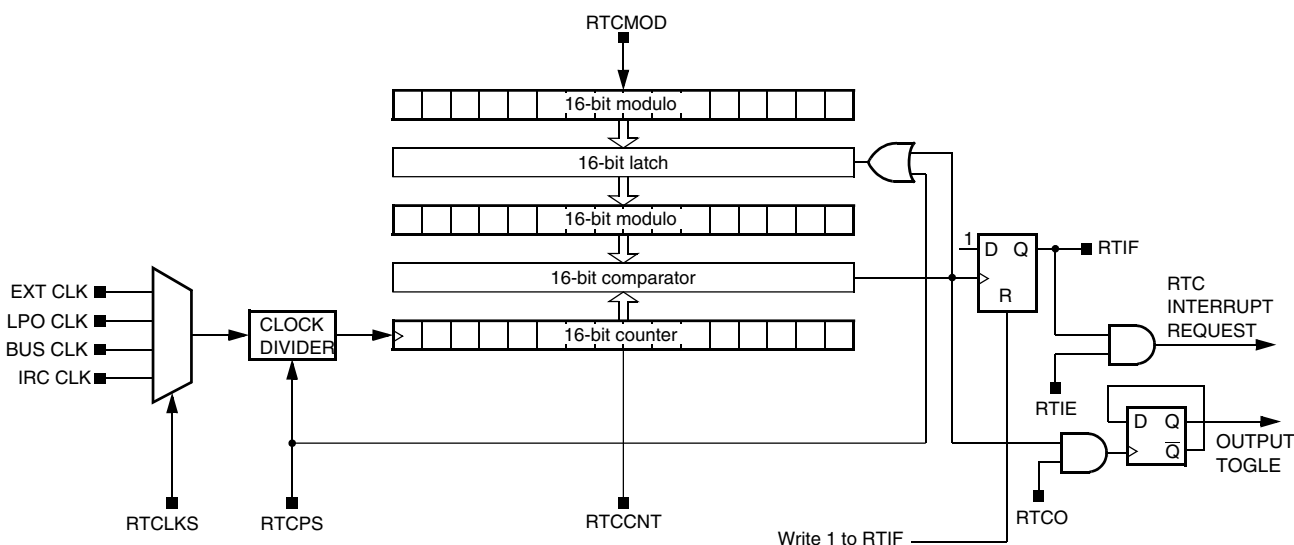 RTCMOD
16-bit modulo
16-bit latch
16-bit modulo
1
D Q
R
RTIF
16-bit comparator
EXT CLK
LPO CLK
BUS CLK
IRC CLK
CLOCK
DIVIDER
16-bit counter
RTC
INTERRUPT
REQUEST
RTIE
D Q
Q
OUTPUT
TOGLE
RTCLKS
RTCPS
RTCCNT
RTCO
Write 1 to RTIF